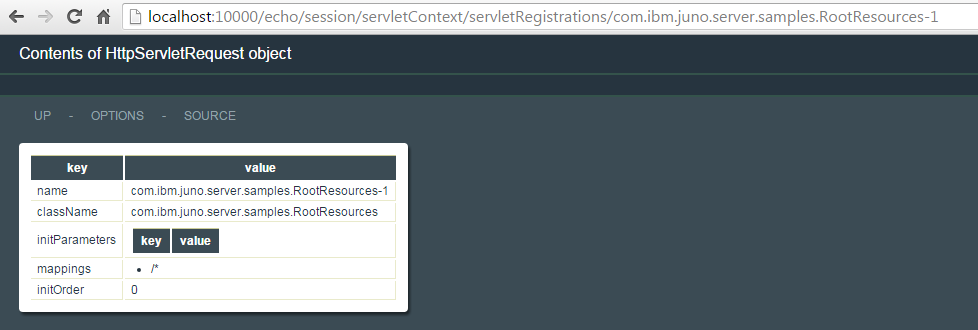 localhost:10000/echo/session/servletContext/servletRegistrations/com.ibm.juno.server.samples.RootResources-1
Contents of HttpServletRequest object
UP - OPTIONS - SOURCE
key value
name com.ibm.juno.server.samples.RootResources-1
className com.ibm.juno.server.samples.RootResources
initParameters key value
mappings • /*
initOrder 0